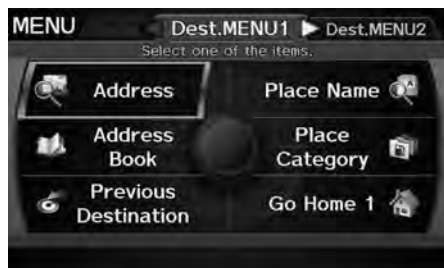 MENU
Dest.MENU1
Dest.MENU2
Select one of the items.
Address
Place Name
Address
Book
Place
Category
Previous
Destination
Go Home 1